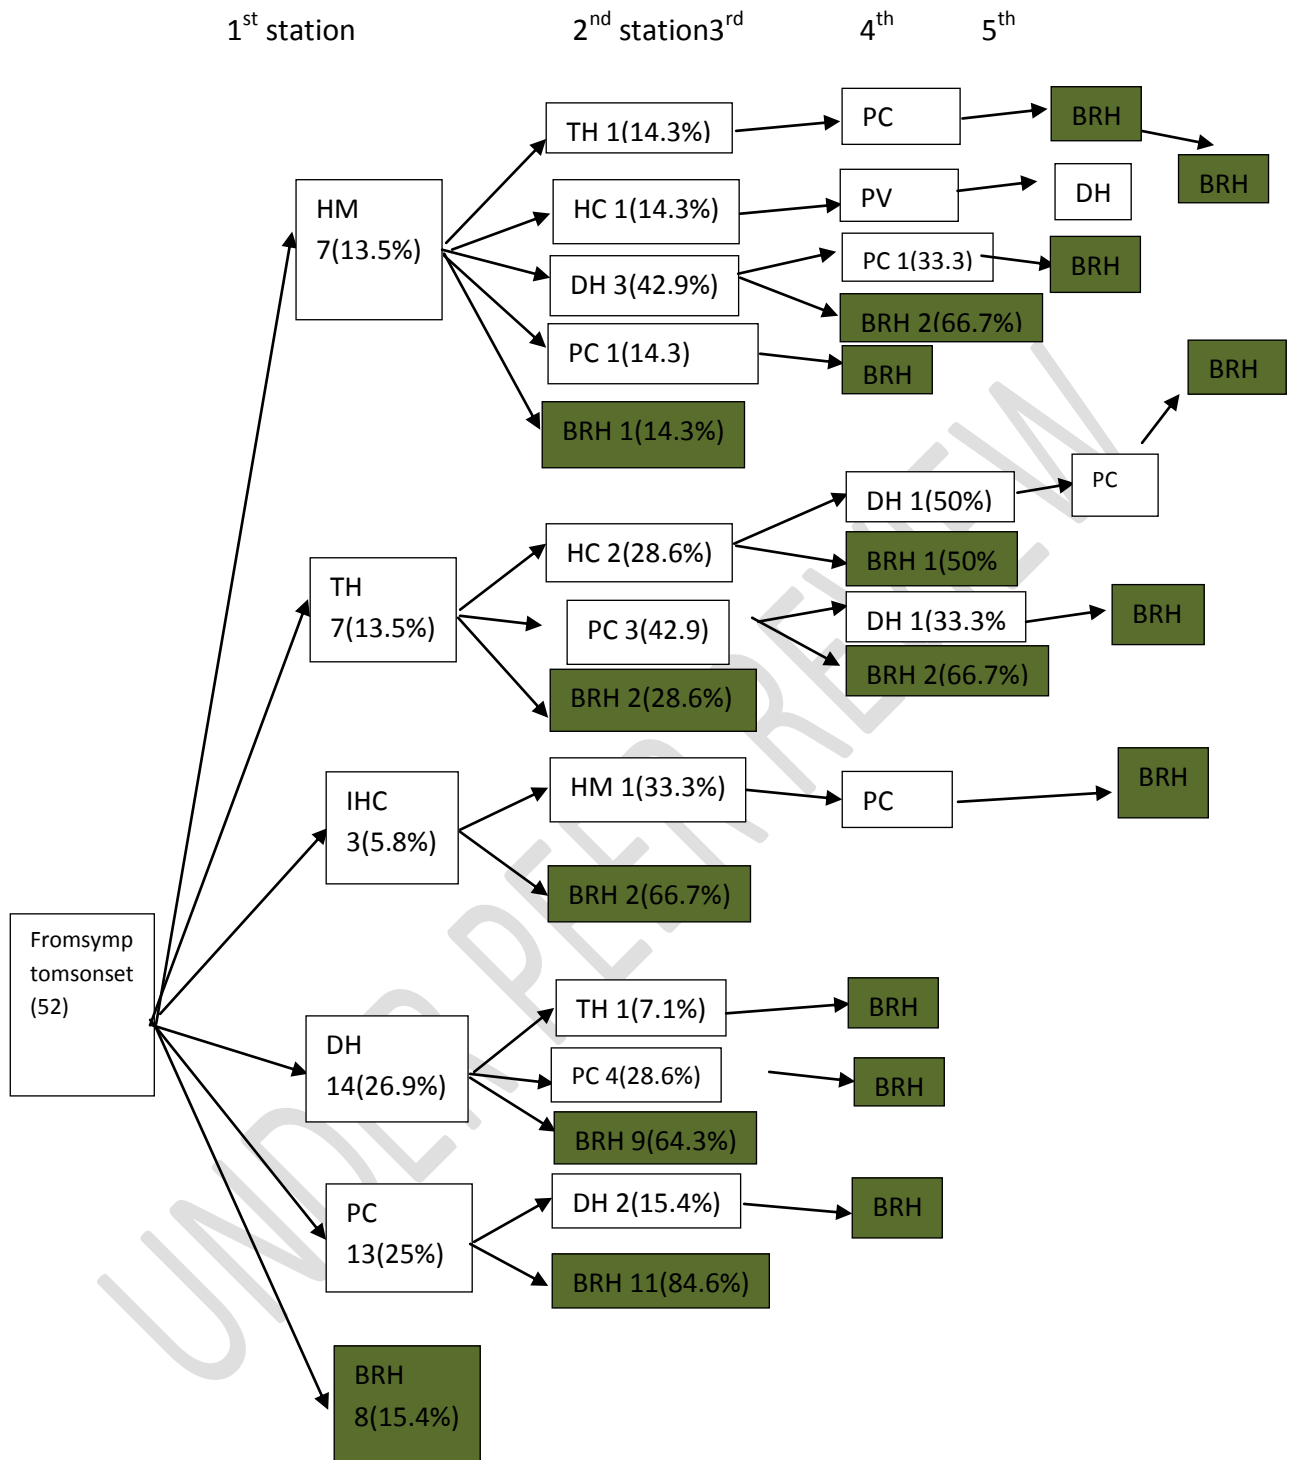 1st station 2nd station3rd 4th 5th
TH 1(14.3%) PC BRH
BRH
HM
7(13.5%)
HC 1(14.3%) PV DH
DH 3(42.9%) PC 1(33.3) BRH
BRH 2(66.7%)
PC 1(14.3) BRH BRH
BRH 1(14.3%)
DH 1(50%) PC
TH
7(13.5%)
HC 2(28.6%) BRH 1(50%
PC 3(42.9) DH 1(33.3% BRH
BRH 2(28.6%) BRH 2(66.7%)
IHC
3(5.8%)
HM 1(33.3%) PC BRH
BRH 2(66.7%)
Fromsymp
tomsonset
(52)
DH
14(26.9%)
TH 1(7.1%) BRH
PC 4(28.6%) BRH
BRH 9(64.3%)
PC
13(25%)
DH 2(15.4%) BRH
BRH 11(84.6%)
BRH
8(15.4%)
UNDER PEER REVIEW